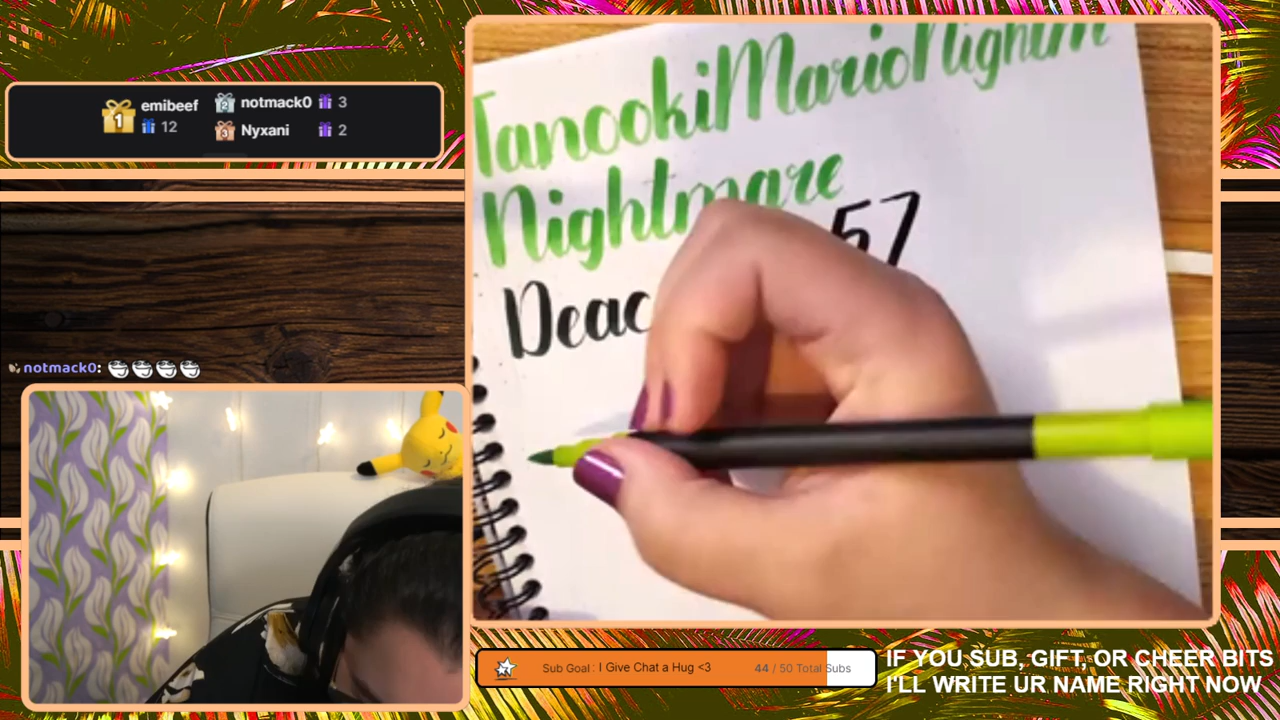 emibeef
12
notmack0 3
Nyxani 2
TanookiMarioNightm
Nightmare
57
Deac
notmack0:
Sub Goal : I Give Chat a Hug <3 44 / 50 Total Subs
IF YOU SUB, GIFT, OR CHEER BITS
I'LL WRITE UR NAME RIGHT NOW